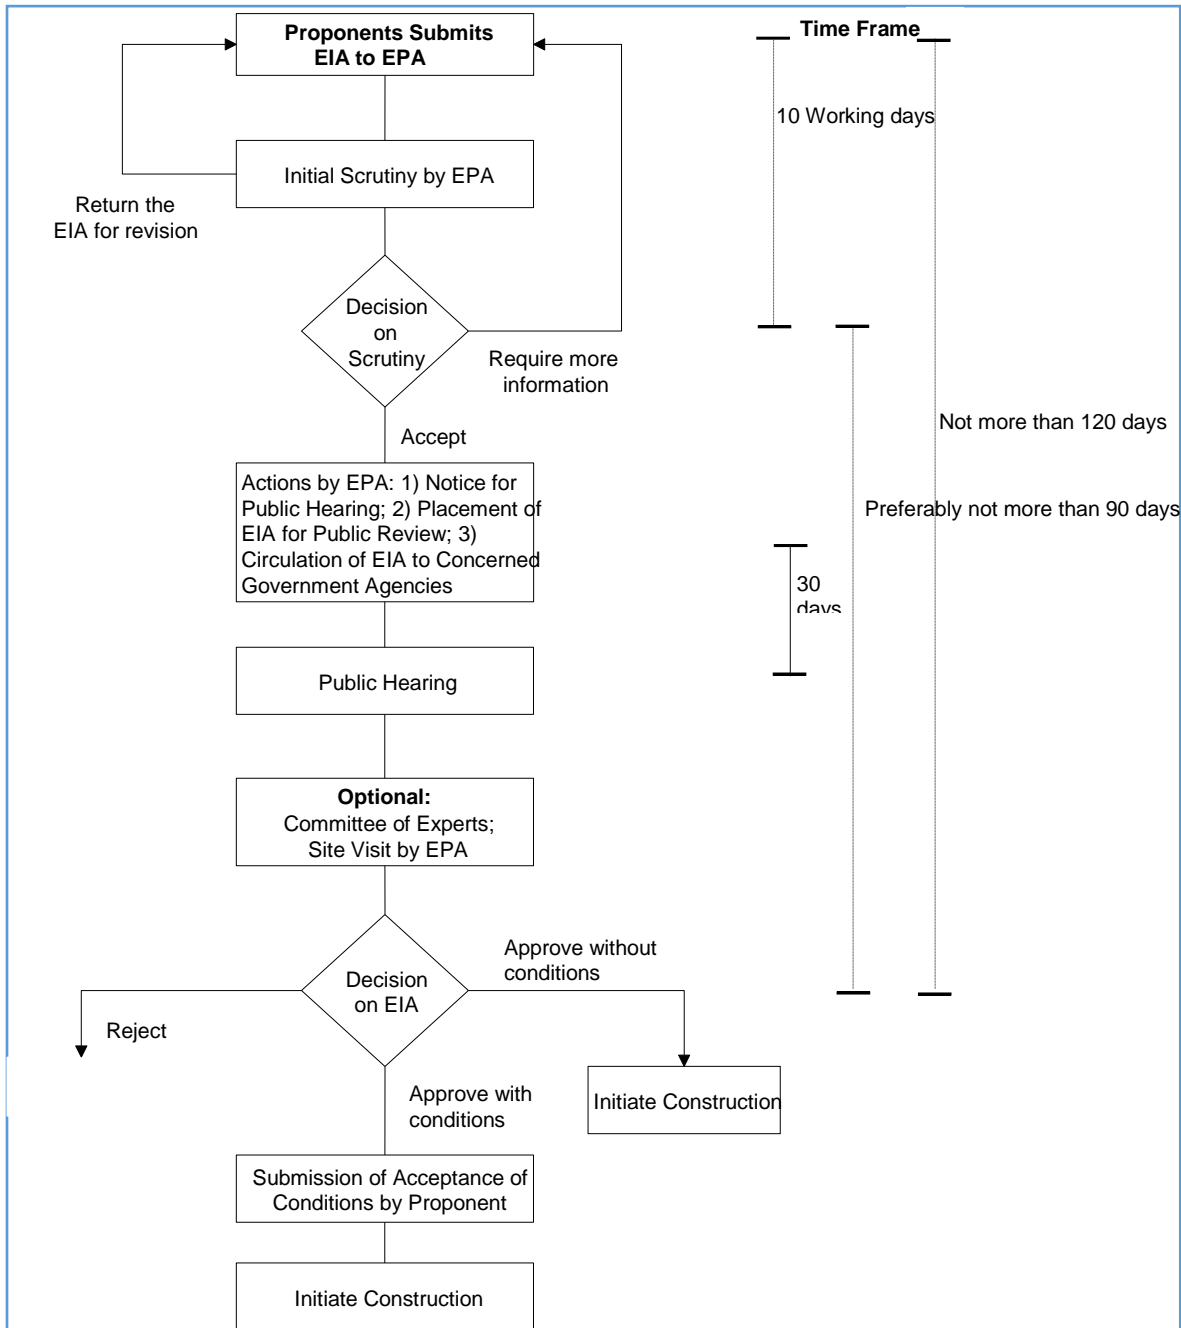 Proponents Submits
EIA to EPA
Time Frame
10 Working days
Initial Scrutiny by EPA
Return the
EIA for revision
Decision
on
Scrutiny
Require more
information
Accept
Not more than 120 days
Actions by EPA: 1) Notice for
Public Hearing; 2) Placement of
EIA for Public Review; 3)
Circulation of EIA to Concerned
Government Agencies
Preferably not more than 90 days
30
days
Public Hearing
Optional:
Committee of Experts;
Site Visit by EPA
Decision
on EIA
Approve without
conditions
Reject
Initiate Construction
Approve with
conditions
Submission of Acceptance of
Conditions by Proponent
Initiate Construction